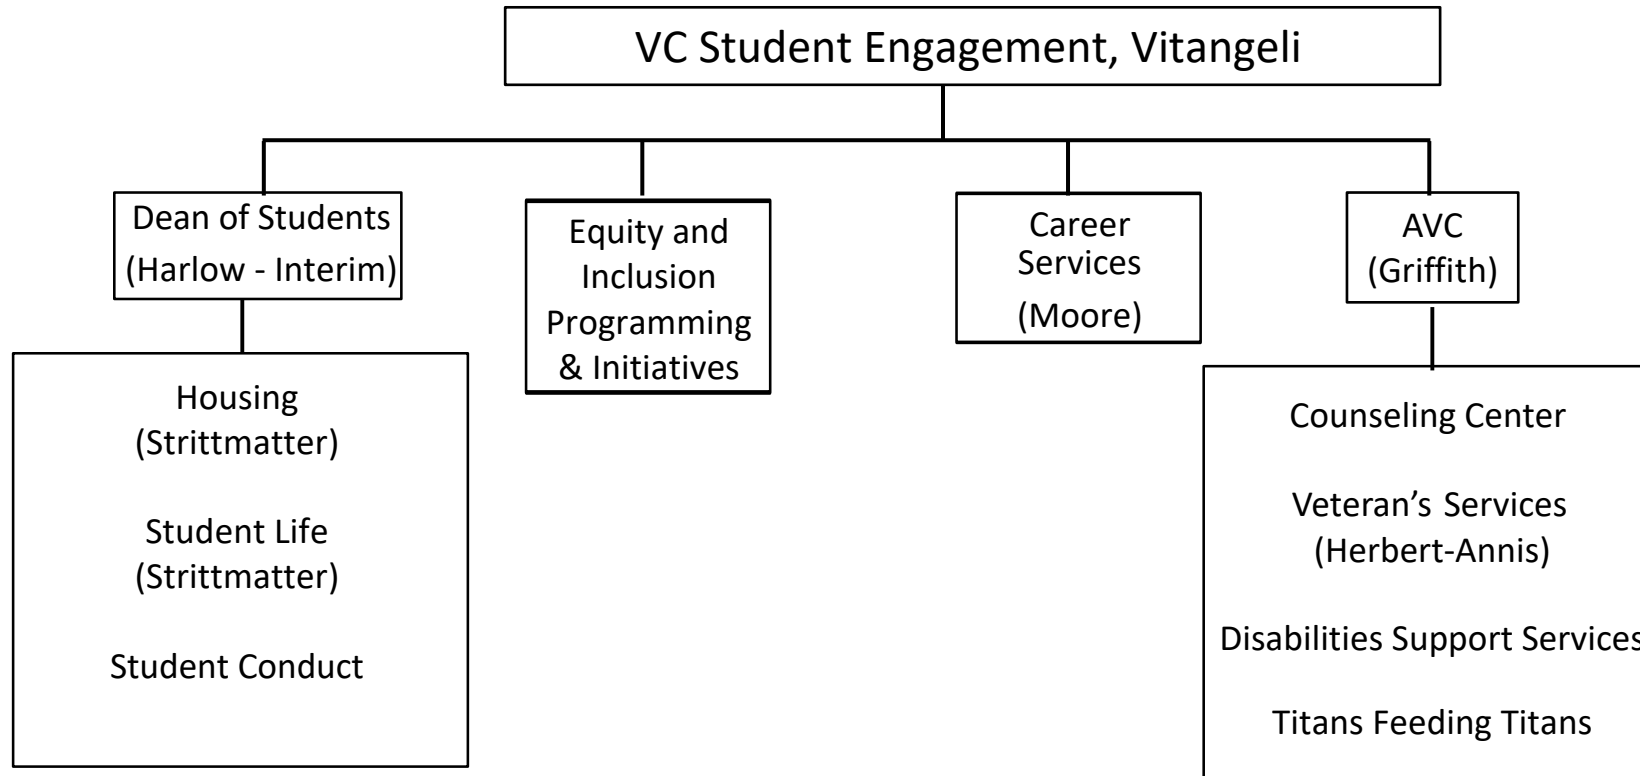 VC Student Engagement, Vitangeli
Dean of Students
(Harlow - Interim)
Equity and
Inclusion
Programming
& Initiatives
Career
Services
(Moore)
AVC
(Griffith)
Housing
(Strittmatter)
Student Life
(Strittmatter)
Student Conduct
Counseling Center
Veteran’s Services
(Herbert-Annis)
Disabilities Support Services
Titans Feeding Titans